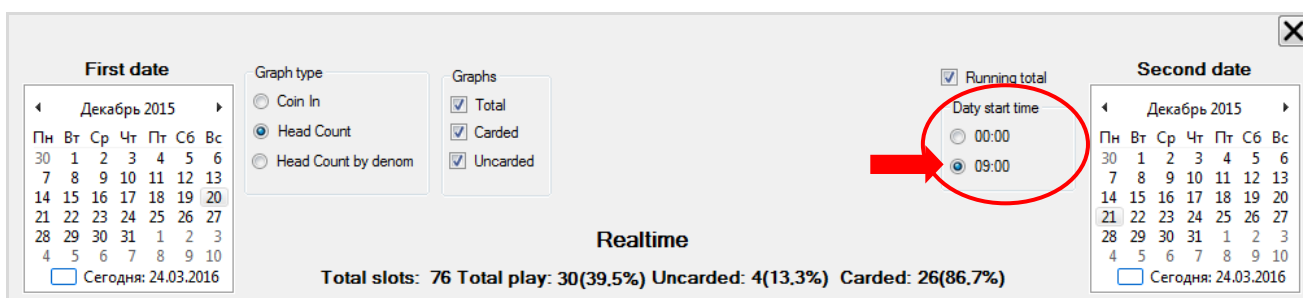 First date
Декабрь 2015
Пн Вт Ср Чт Пт Сб Вс
30 1 2 3 4 5 6
7 8 9 10 11 12 13
14 15 16 17 18 19 20
21 22 23 24 25 26 27
28 29 30 31 1 2 3
4 5 6 7 8 9 10
Сегодня: 24.03.2016
Graph type
Coin In
Head Count
Head Count by denom
Graphs
Total
Carded
Uncarded
Running total
Daty start time
00:00
09:00
Second date
Декабрь 2015
Пн Вт Ср Чт Пт Сб Вс
30 1 2 3 4 5 6
7 8 9 10 11 12 13
14 15 16 17 18 19 20
21 22 23 24 25 26 27
28 29 30 31 1 2 3
4 5 6 7 8 9 10
Сегодня: 24.03.2016
Realtime
Total slots: 76 Total play: 30(39.5%) Uncarded: 4(13.3%) Carded: 26(86.7%)